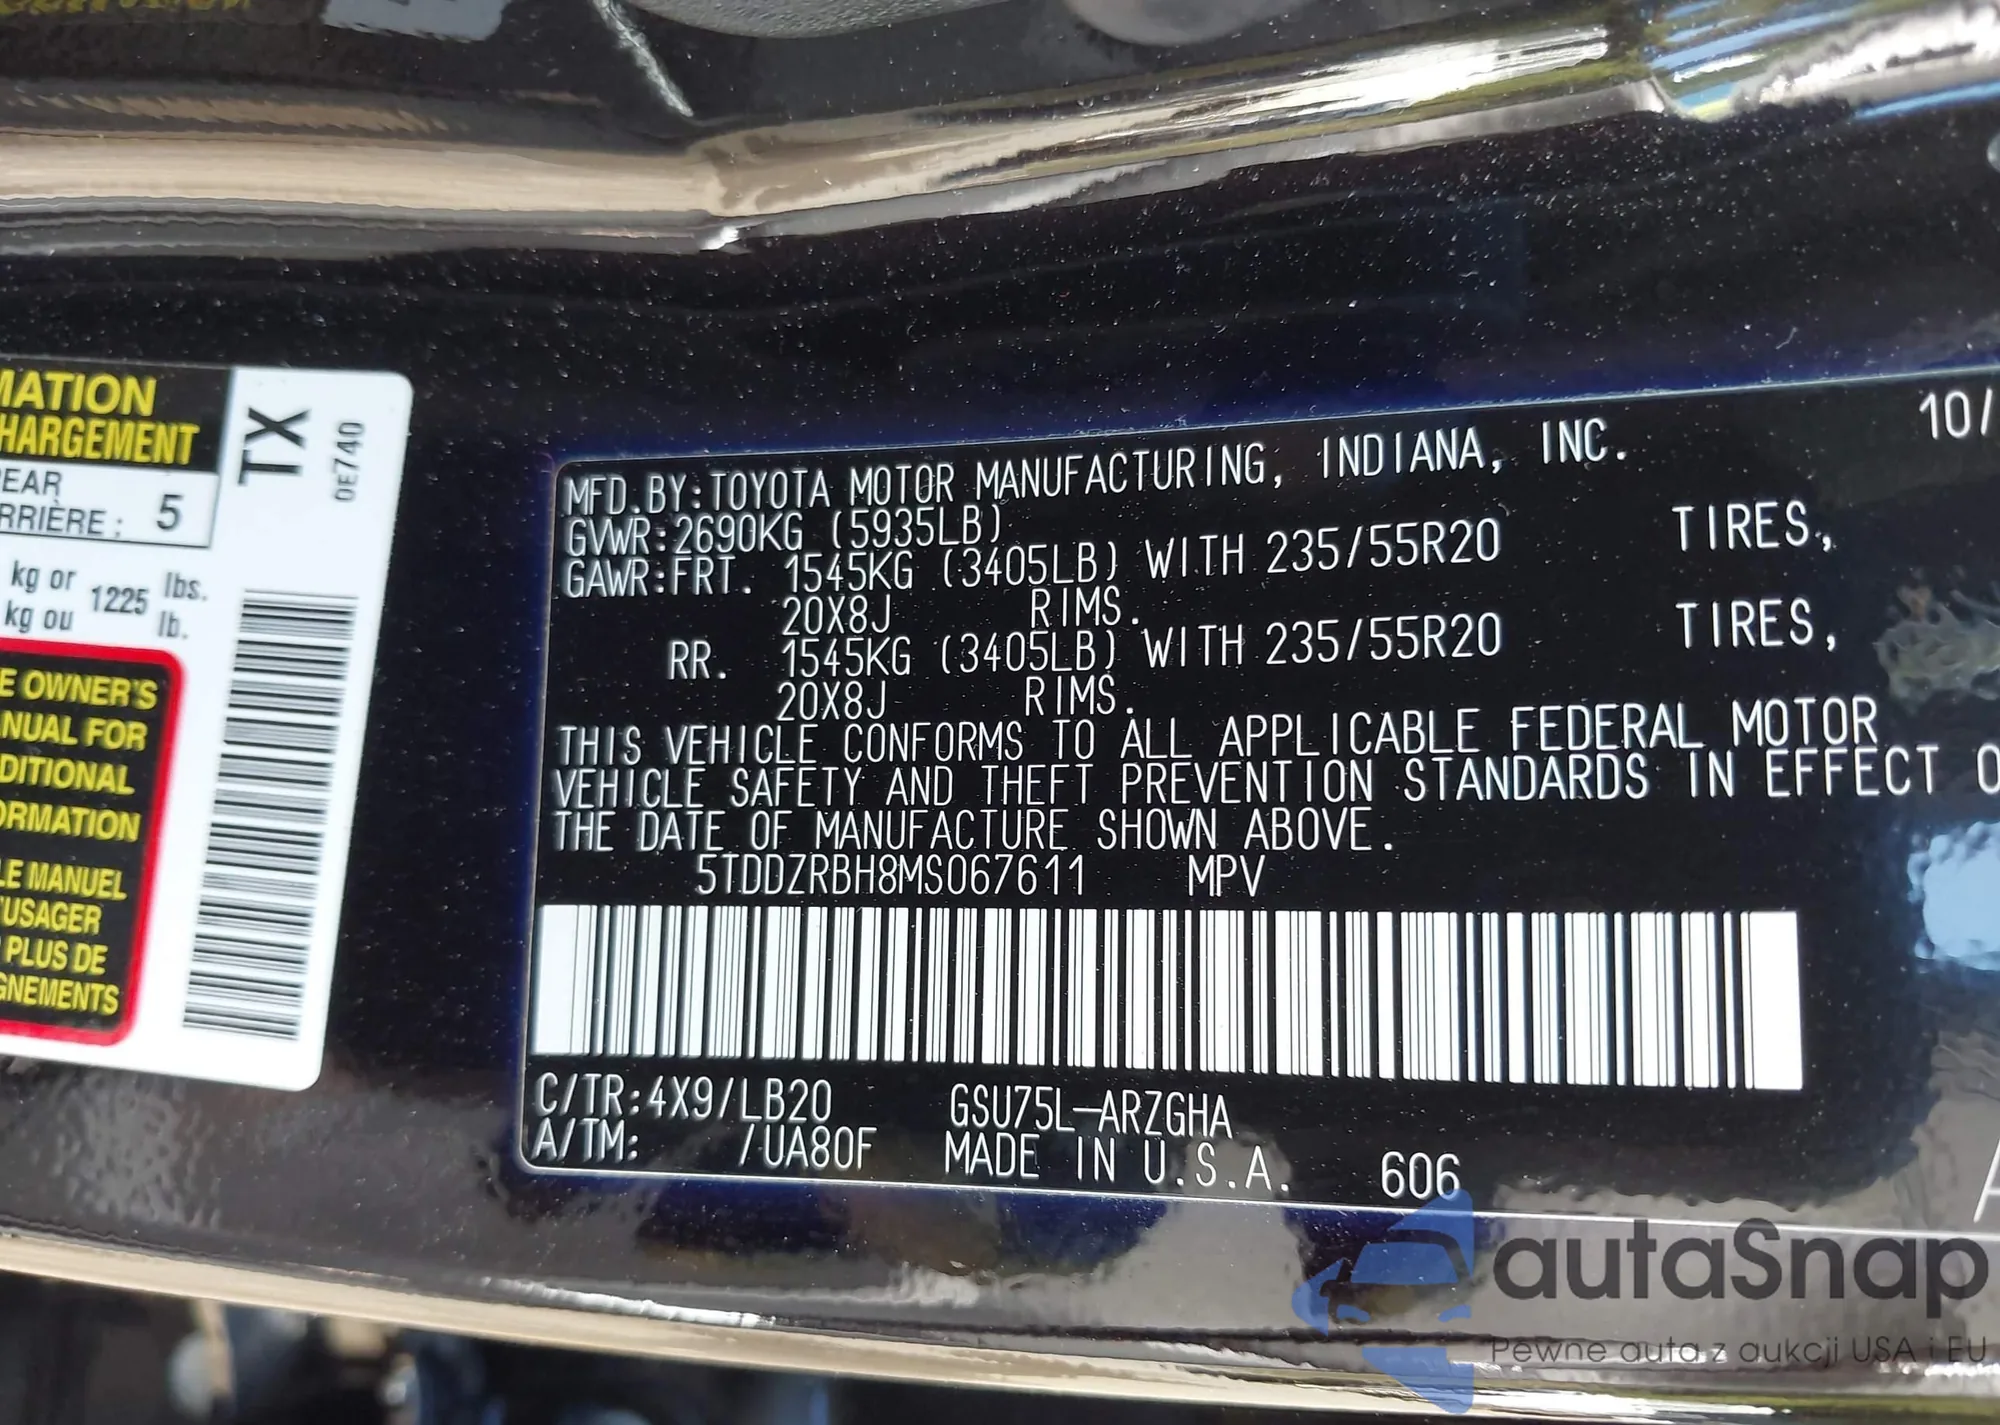 MATION
HARGEMENT
TX
0E740
REAR
RRIÈRE : 5
kg or 1225 lbs.
kg ou lb.
E OWNER'S
ANUAL FOR
DITIONAL
ORMATION
LE MANUEL
'USAGER
PLUS DE
GNEMENTS
10/
MFD.BY:TOYOTA MOTOR MANUFACTURING, INDIANA, INC.
GVWR:2690KG (5935LB)
GAWR:FRT. 1545KG (3405LB) WITH 235/55R20 TIRES,
20X8J RIMS.
RR. 1545KG (3405LB) WITH 235/55R20 TIRES,
20X8J RIMS.
THIS VEHICLE CONFORMS TO ALL APPLICABLE FEDERAL MOTOR
VEHICLE SAFETY AND THEFT PREVENTION STANDARDS IN EFFECT O
THE DATE OF MANUFACTURE SHOWN ABOVE.
5TDDZRBH8MS067611 MPV
C/TR:4X9/LB20 GSU75L-ARZGHA
A/TM: /UA80F MADE IN U.S.A. 606
autaSnap
Pewne auta z aukcji USA i EU